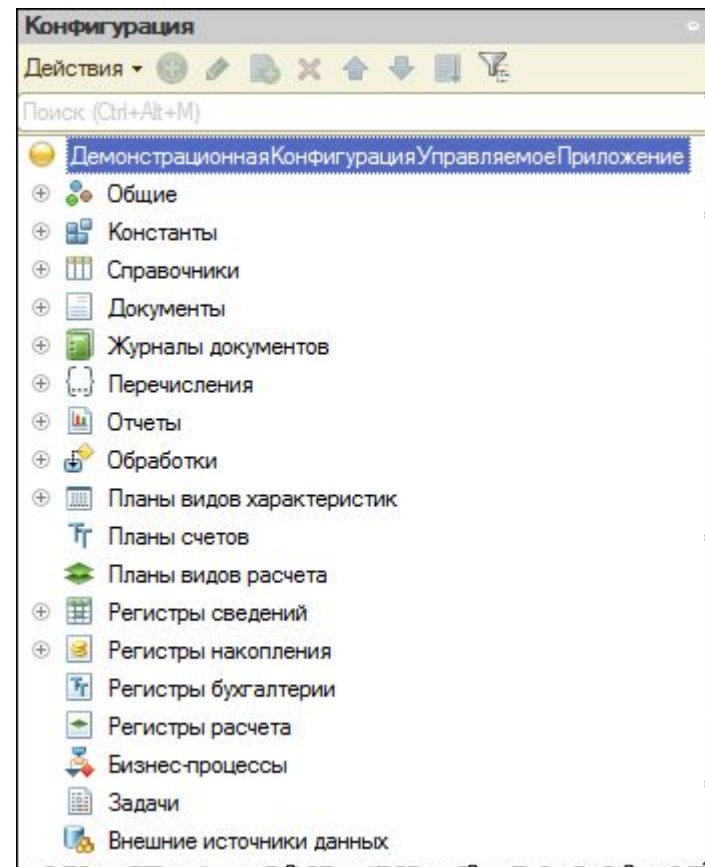 Конфигурация
Действия
Поиск (Ctrl+Alt+M)
ДемонстрационнаяКонфигурацияУправляемоеПриложение
Общие
Константы
Справочники
Документы
Журналы документов
Перечисления
Отчеты
Обработки
Планы видов характеристик
Планы счетов
Планы видов расчета
Регистры сведений
Регистры накопления
Регистры бухгалтерии
Регистры расчета
Бизнес-процессы
Задачи
Внешние источники данных